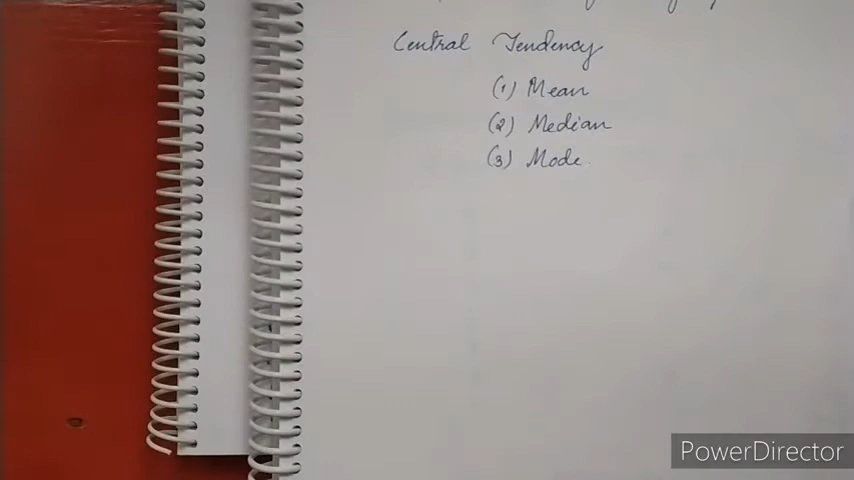 Central Tendency
(1) Mean
(2) Median
(3) Mode.
PowerDirector